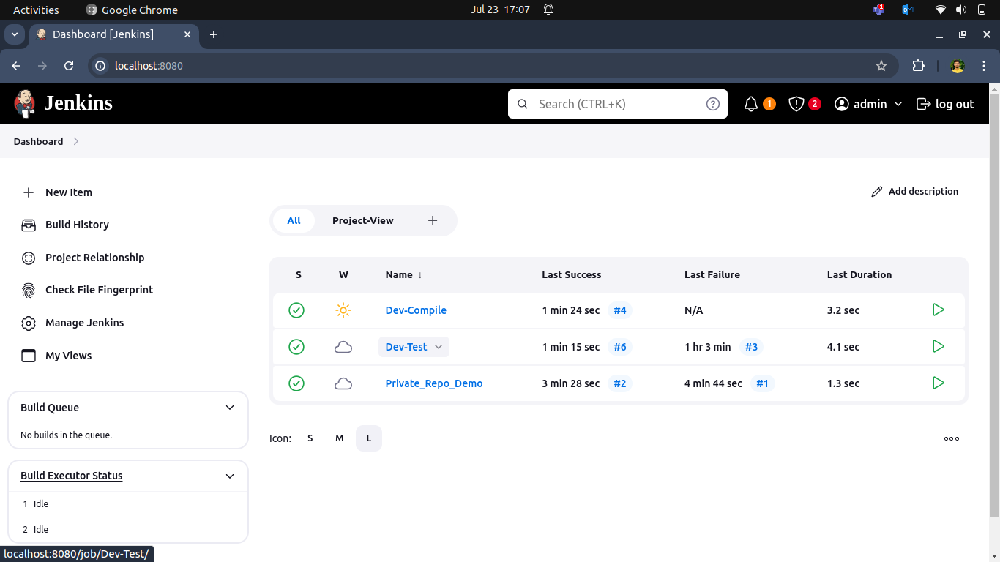 Activities Google Chrome Jul 23 17:07 1
Dashboard [Jenkins]
localhost:8080
Jenkins Search (CTRL+K) ? 1 2 admin log out
Dashboard
New Item
Build History
Project Relationship
Check File Fingerprint
Manage Jenkins
My Views
Build Queue
No builds in the queue.
Build Executor Status
1 Idle
2 Idle
Add description
All Project-View +
S W Name ↓ Last Success Last Failure Last Duration
Dev-Compile 1 min 24 sec #4 N/A 3.2 sec
Dev-Test 1 min 15 sec #6 1 hr 3 min #3 4.1 sec
Private_Repo_Demo 3 min 28 sec #2 4 min 44 sec #1 1.3 sec
Icon: S M L
localhost:8080/job/Dev-Test/